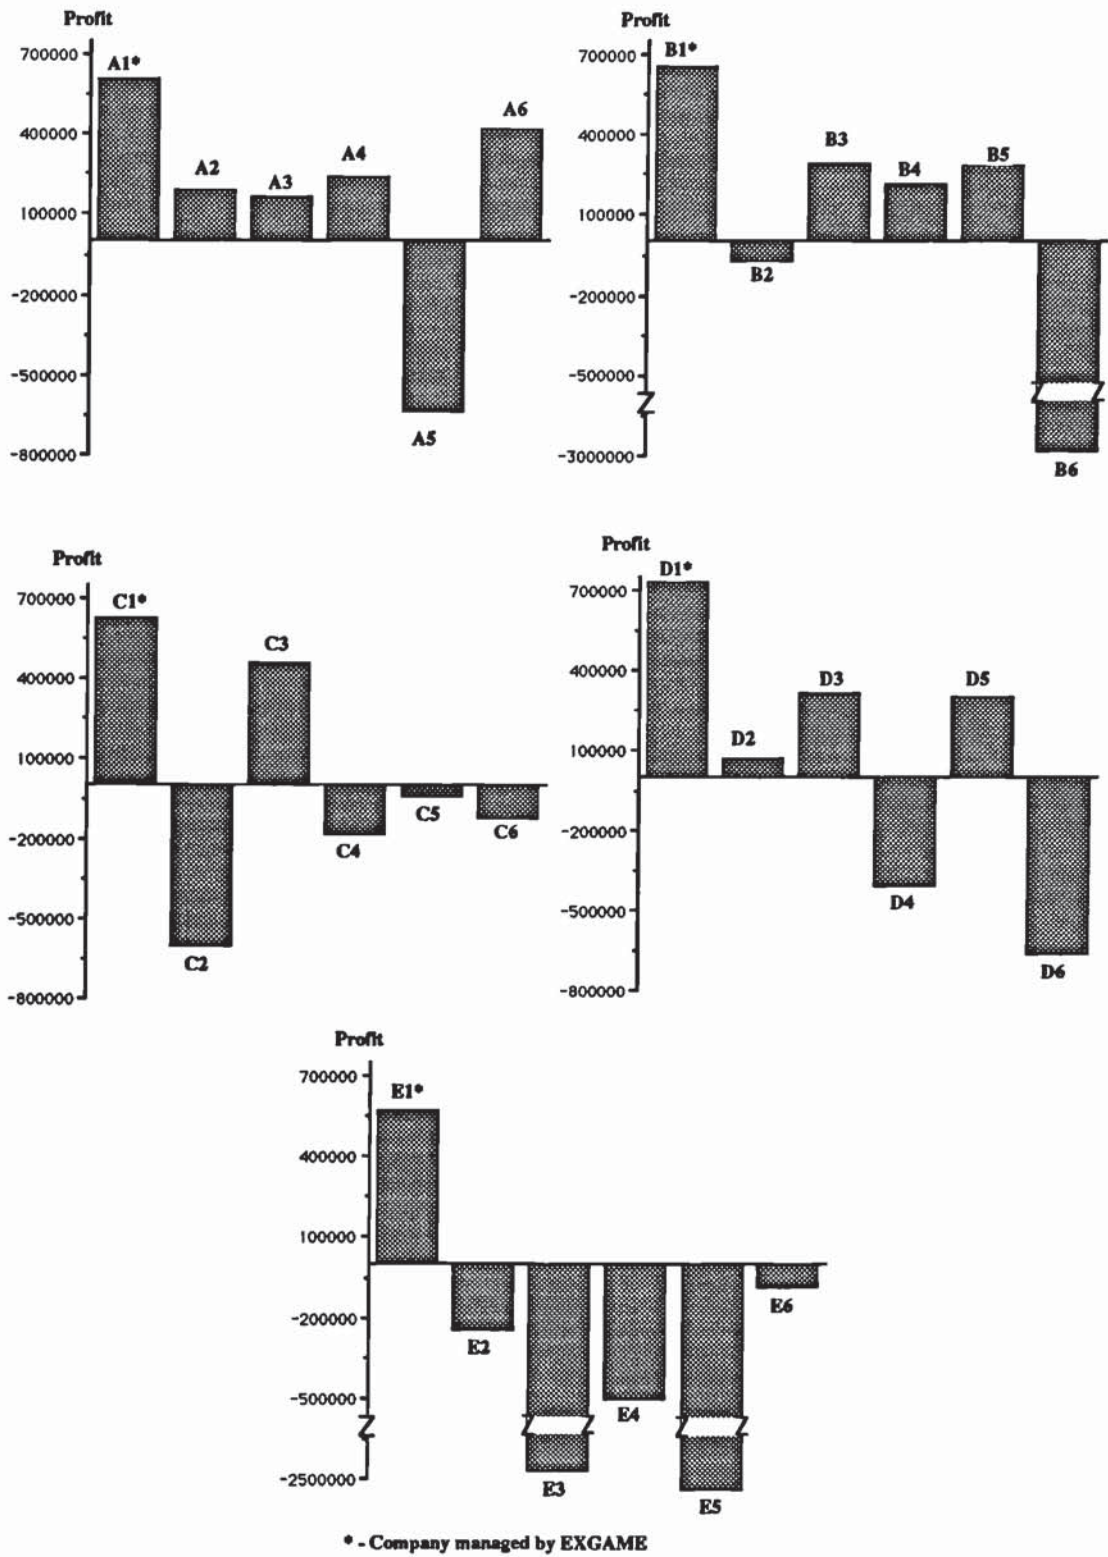 Profit
700000
400000
100000
-200000
-500000
-800000
A1*
A2
A3
A4
A5
A6
Profit
700000
400000
100000
-200000
-500000
-3000000
B1*
B2
B3
B4
B5
B6
Profit
700000
400000
100000
-200000
-500000
-800000
C1*
C2
C3
C4
C5
C6
Profit
700000
400000
100000
-200000
-500000
-800000
D1*
D2
D3
D4
D5
D6
Profit
700000
400000
100000
-200000
-500000
-2500000
E1*
E2
E3
E4
E5
E6
* - Company managed by EXGAME